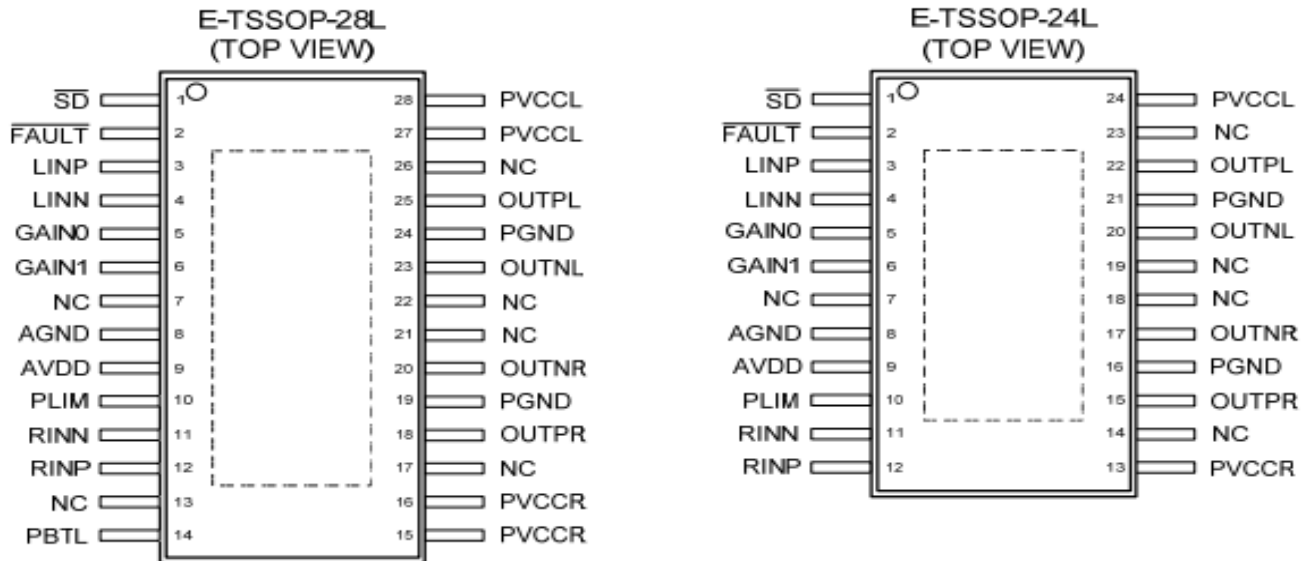 E-TSSOP-28L
(TOP VIEW)
SD 1 28 PVCCL
FAULT 2 27 PVCCL
LINP 3 26 NC
LINN 4 25 OUTPL
GAIN0 5 24 PGND
GAIN1 6 23 OUTNL
NC 7 22 NC
AGND 8 21 NC
AVDD 9 20 OUTNR
PLIM 10 19 PGND
RINN 11 18 OUTPR
RINP 12 17 NC
NC 13 16 PVCCR
PBTL 14 15 PVCCR
E-TSSOP-24L
(TOP VIEW)
SD 1 24 PVCCL
FAULT 2 23 NC
LINP 3 22 OUTPL
LINN 4 21 PGND
GAIN0 5 20 OUTNL
GAIN1 6 19 NC
NC 7 18 NC
AGND 8 17 OUTNR
AVDD 9 16 PGND
PLIM 10 15 OUTPR
RINN 11 14 NC
RINP 12 13 PVCCR